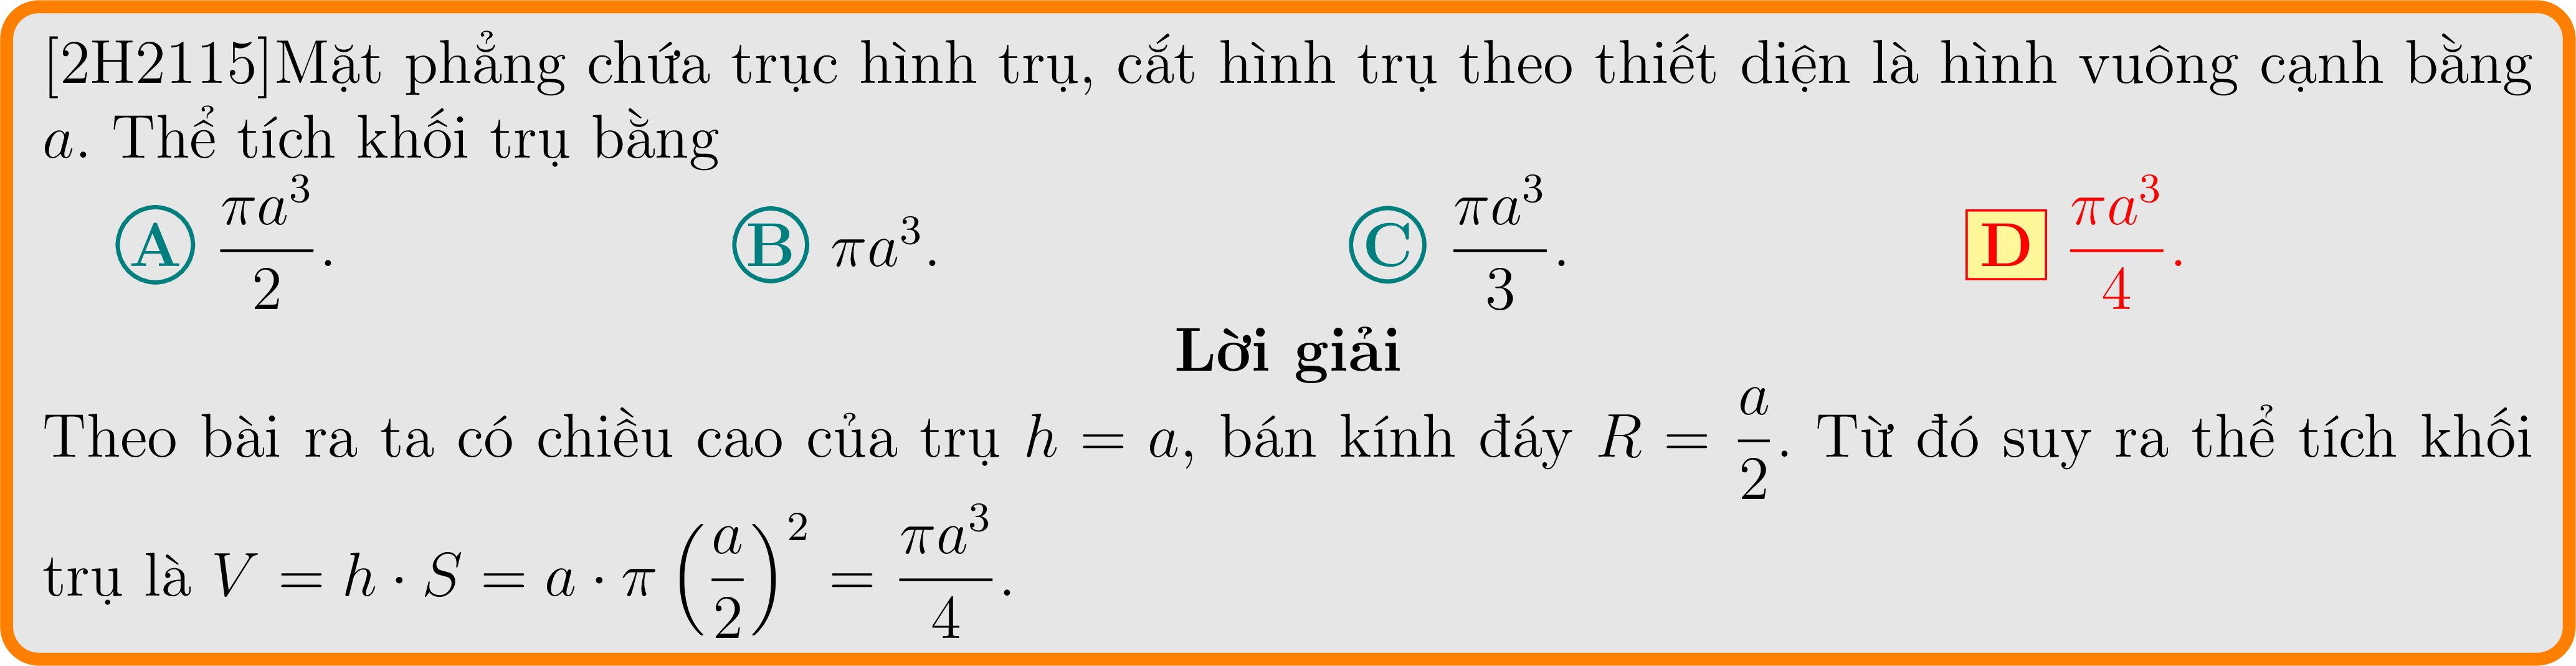 [2H2115]Mặt phẳng chứa trục hình trụ, cắt hình trụ theo thiết diện là hình vuông cạnh bằng
a. Thể tích khối trụ bằng
A $\frac{\pi a^3}{2}$. B $\pi a^3$. C $\frac{\pi a^3}{3}$. D $\frac{\pi a^3}{4}$.
Lời giải
Theo bài ra ta có chiều cao của trụ $h = a$, bán kính đáy $R = \frac{a}{2}$. Từ đó suy ra thể tích khối
trụ là $V = h \cdot S = a \cdot \pi \left(\frac{a}{2}\right)^2 = \frac{\pi a^3}{4}$.